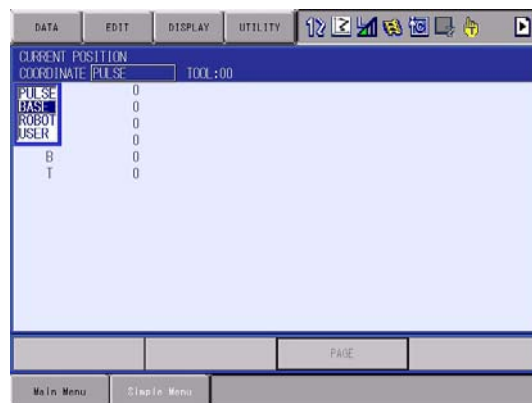 DATA EDIT DISPLAY UTILITY
CURRENT POSITION
COORDINATE PULSE TOOL:00
PULSE 0
BASE 0
ROBOT 0
USER 0
B 0
T 0
PAGE
Main Menu Simple Menu